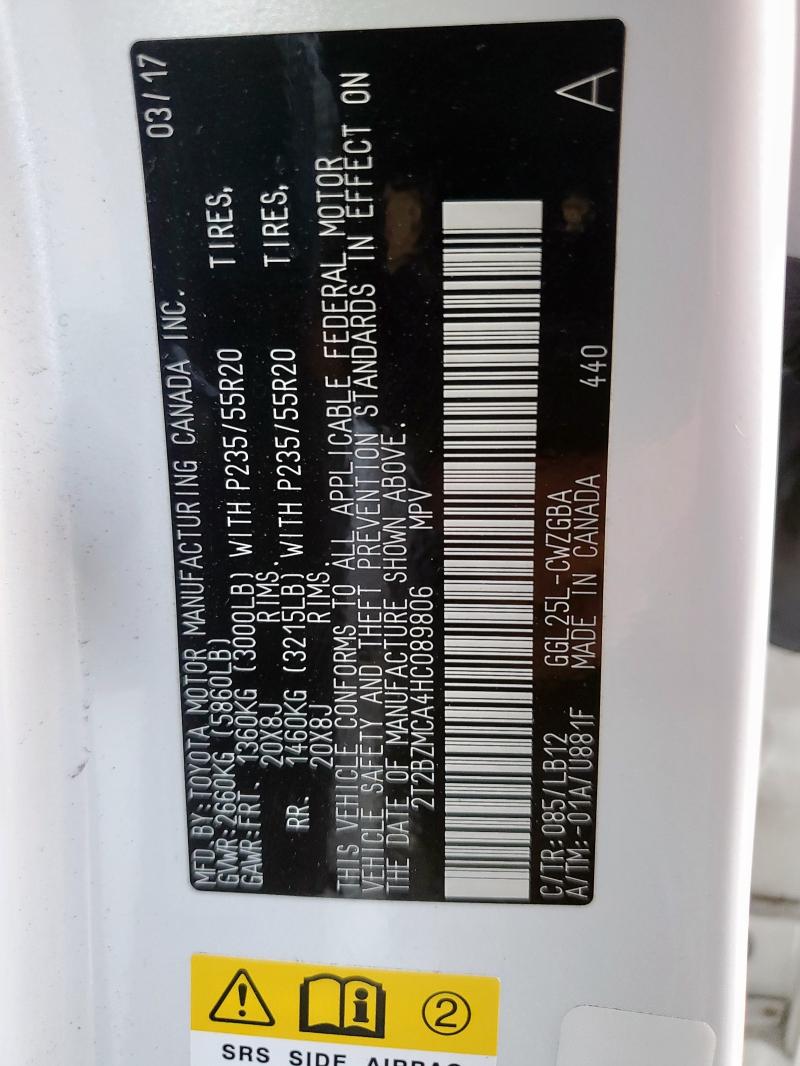 MFD. BY:TOYOTA MOTOR MANUFACTURING CANADA INC. 03/17
GVWR:2660KG (5860LB)
GAWR:FRT. 1360KG (3000LB) WITH P235/55R20 TIRES,
20X8J RIMS.
RR. 1460KG (3215LB) WITH P235/55R20 TIRES,
20X8J RIMS.
THIS VEHICLE CONFORMS TO ALL APPLICABLE FEDERAL MOTOR
VEHICLE SAFETY AND THEFT PREVENTION STANDARDS IN EFFECT ON
THE DATE OF MANUFACTURE SHOWN ABOVE.
2T2BZMCA4HC089806 MPV
C/TR:085/LB12 GGL25L-CWZGBA
A/TM:-01A/U881F MADE IN CANADA 440 A
2
SRS SIDE AIRBAG